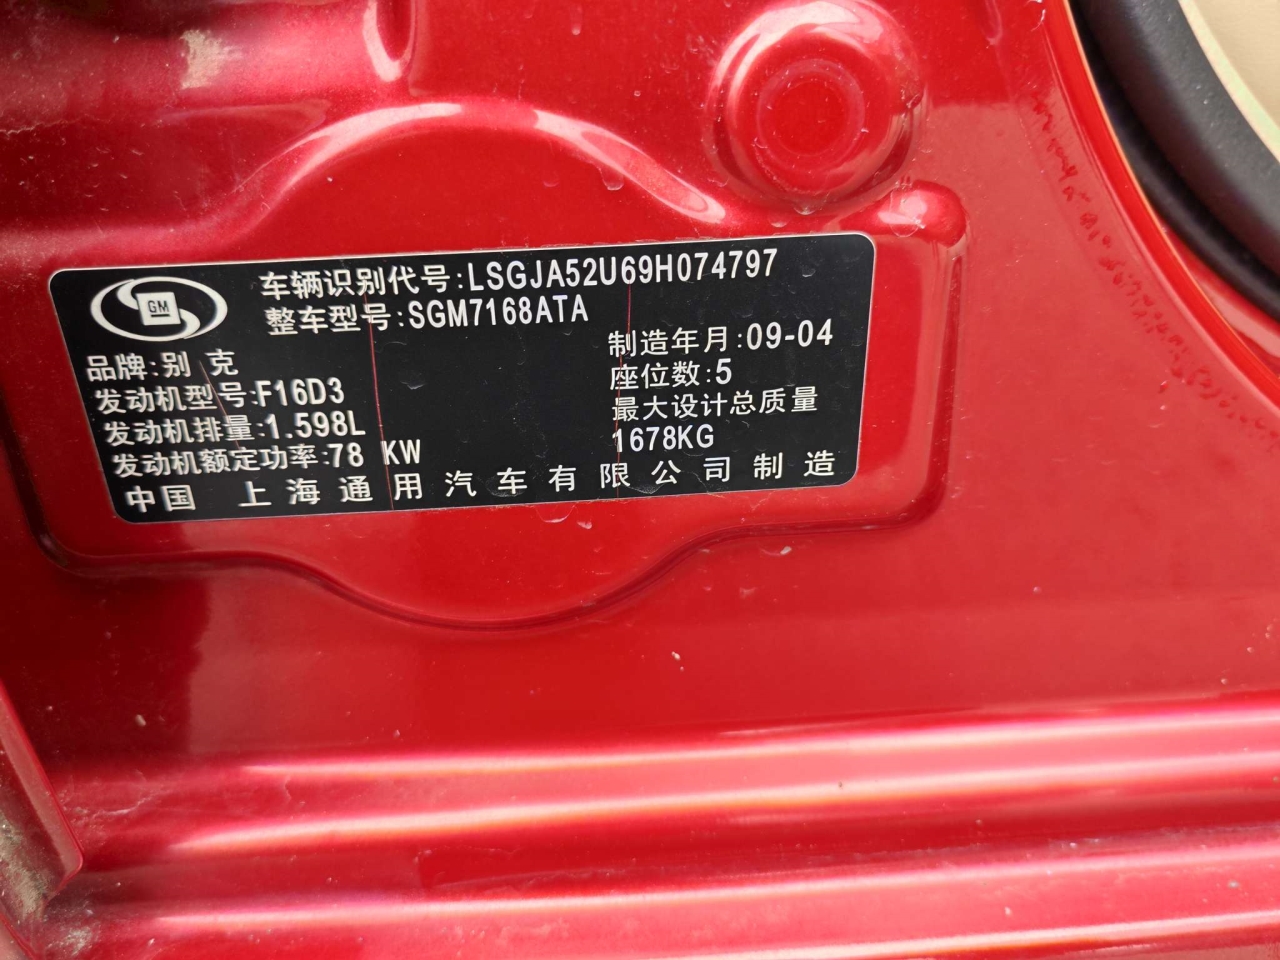 GM
车辆识别代号:LSGJA52U69H074797
整车型号:SGM7168ATA
制造年月:09-04
品牌:别 克
座位数:5
发动机型号:F16D3
最大设计总质量
发动机排量:1.598L
1678KG
发动机额定功率:78 KW
中国 上海通用汽车有限公司制造